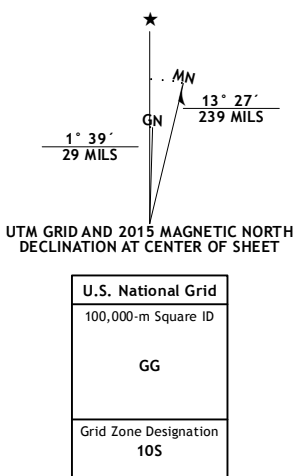 ★
MN
GN
13° 27´
239 MILS
1° 39´
29 MILS
UTM GRID AND 2015 MAGNETIC NORTH
DECLINATION AT CENTER OF SHEET
U.S. National Grid
100,000-m Square ID
GG
Grid Zone Designation
10S